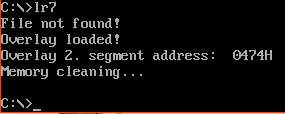 C:\>lr7
File not found!
Overlay loaded!
Overlay 2. segment address:  0474H
Memory cleaning...
C:\>_